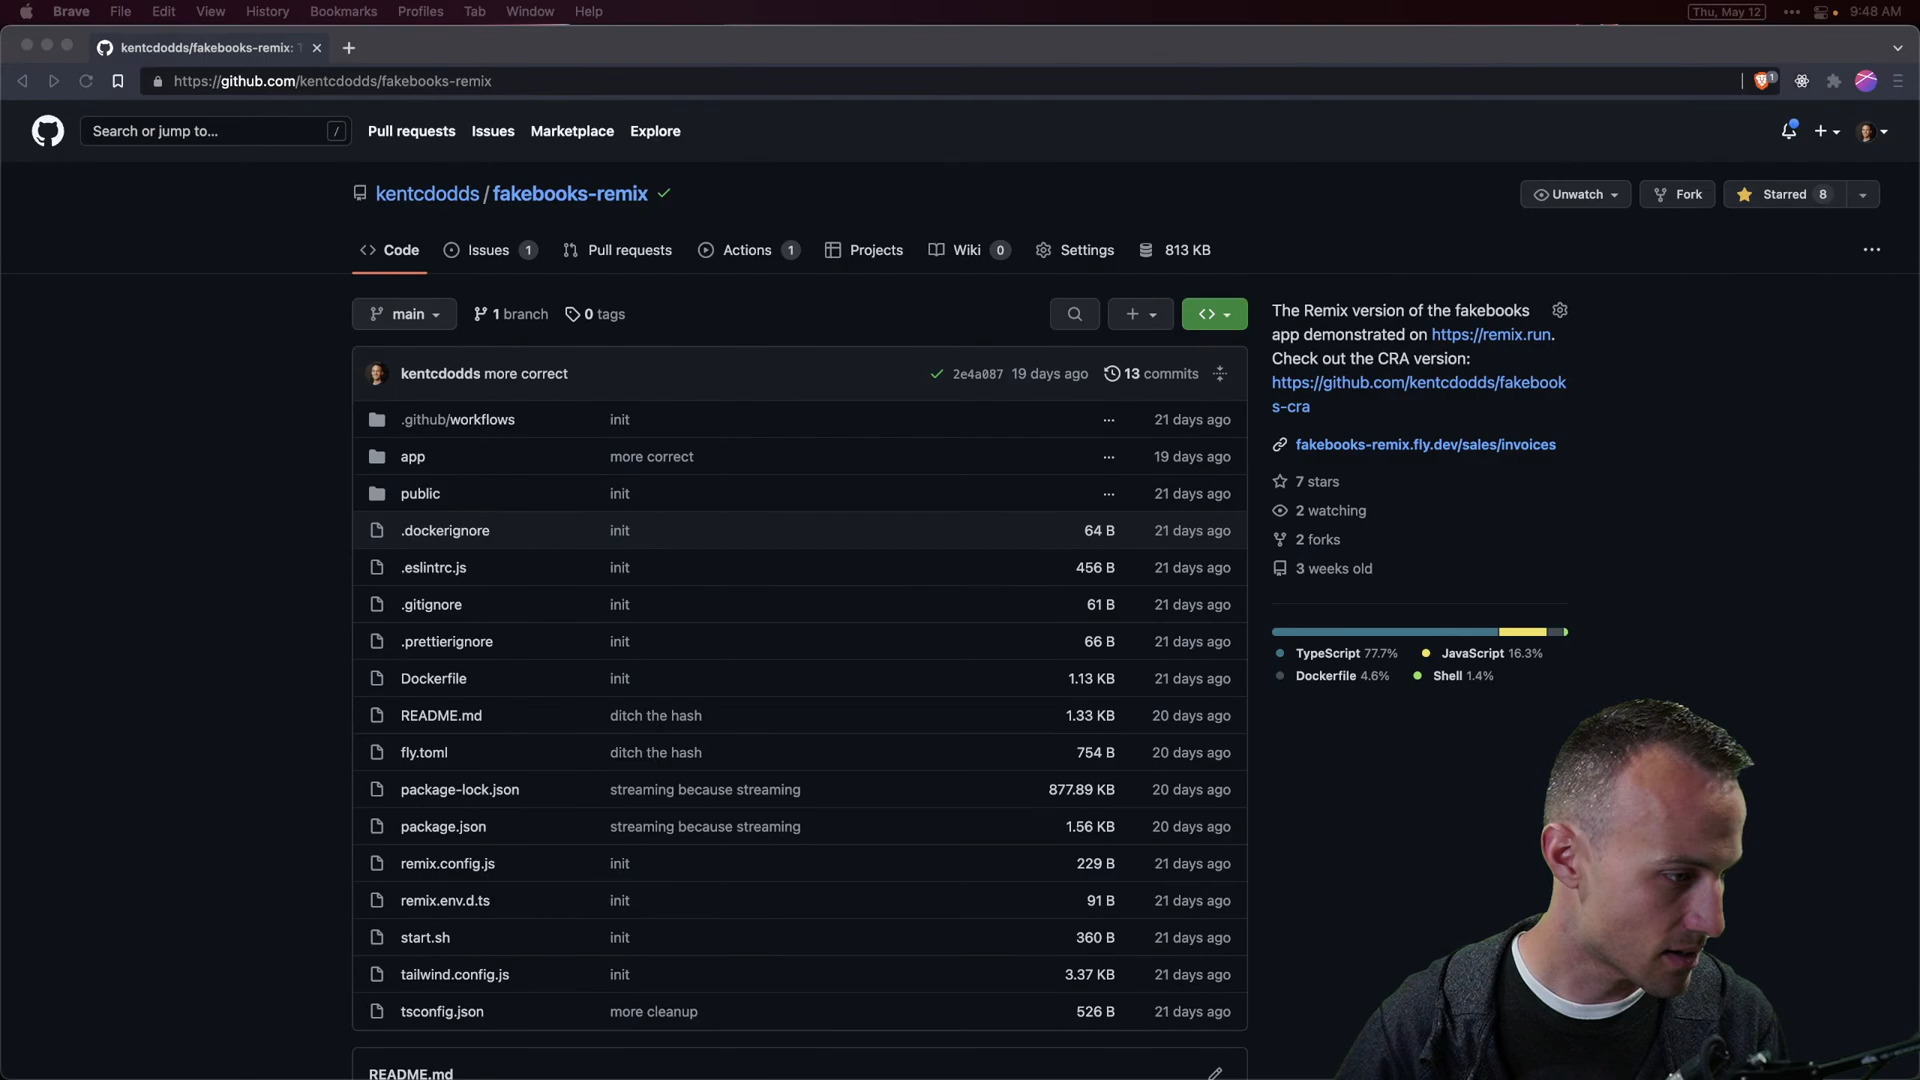 Brave File Edit View History Bookmarks Profiles Tab Window Help Thu, May 12 9:48 AM
kentcdodds/fakebooks-remix: T
https://github.com/kentcdodds/fakebooks-remix 1
Search or jump to... / Pull requests Issues Marketplace Explore
kentcdodds / fakebooks-remix Unwatch Fork Starred 8
Code Issues 1 Pull requests Actions 1 Projects Wiki 0 Settings 813 KB
main 1 branch 0 tags
kentcdodds more correct 2e4a087 19 days ago 13 commits
.github/workflows init 21 days ago
app more correct 19 days ago
public init 21 days ago
.dockerignore init 64 B 21 days ago
.eslintrc.js init 456 B 21 days ago
.gitignore init 61 B 21 days ago
.prettierignore init 66 B 21 days ago
Dockerfile init 1.13 KB 21 days ago
README.md ditch the hash 1.33 KB 20 days ago
fly.toml ditch the hash 754 B 20 days ago
package-lock.json streaming because streaming 877.89 KB 20 days ago
package.json streaming because streaming 1.56 KB 20 days ago
remix.config.js init 229 B 21 days ago
remix.env.d.ts init 91 B 21 days ago
start.sh init 360 B 21 days ago
tailwind.config.js init 3.37 KB 21 days ago
tsconfig.json more cleanup 526 B 21 days ago
README.md
The Remix version of the fakebooks
app demonstrated on https://remix.run.
Check out the CRA version:
https://github.com/kentcdodds/fakebook
s-cra
fakebooks-remix.fly.dev/sales/invoices
7 stars
2 watching
2 forks
3 weeks old
TypeScript 77.7% JavaScript 16.3%
Dockerfile 4.6% Shell 1.4%